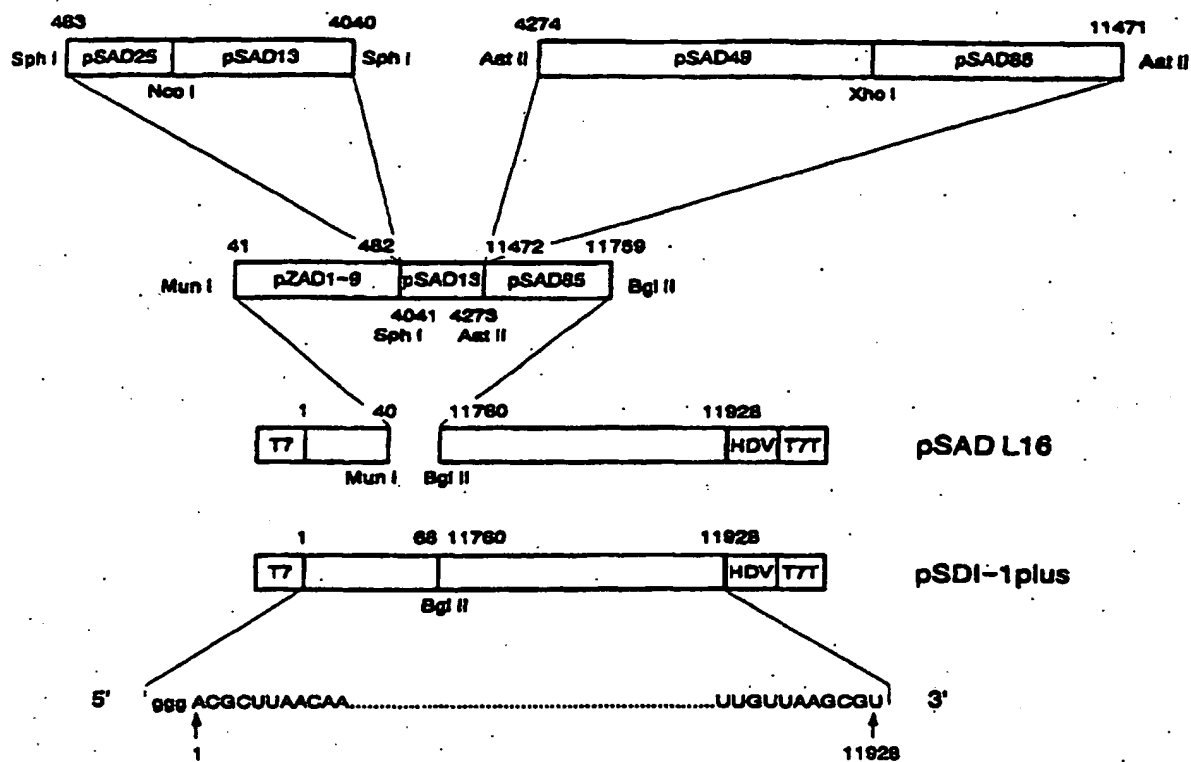 483 4040 4274 11471
Sph I pSAD25 pSAD13 Sph I Aat II pSAD49 pSAD85 Aat II
Nco I Xho I
41 482 11472 11759
Mun I pZAD1-9 pSAD13 pSAD85 Bgl II
4041 4273
Sph I Aat II
1 40 11760 11928
T7 HDV T7T pSAD L16
Mun I Bgl II
1 68 11760 11928
T7 HDV T7T pSDI-1plus
Bgl II
5' ggg ACGCUUAACAA UUGUUAAGCGU 3'
1 11928